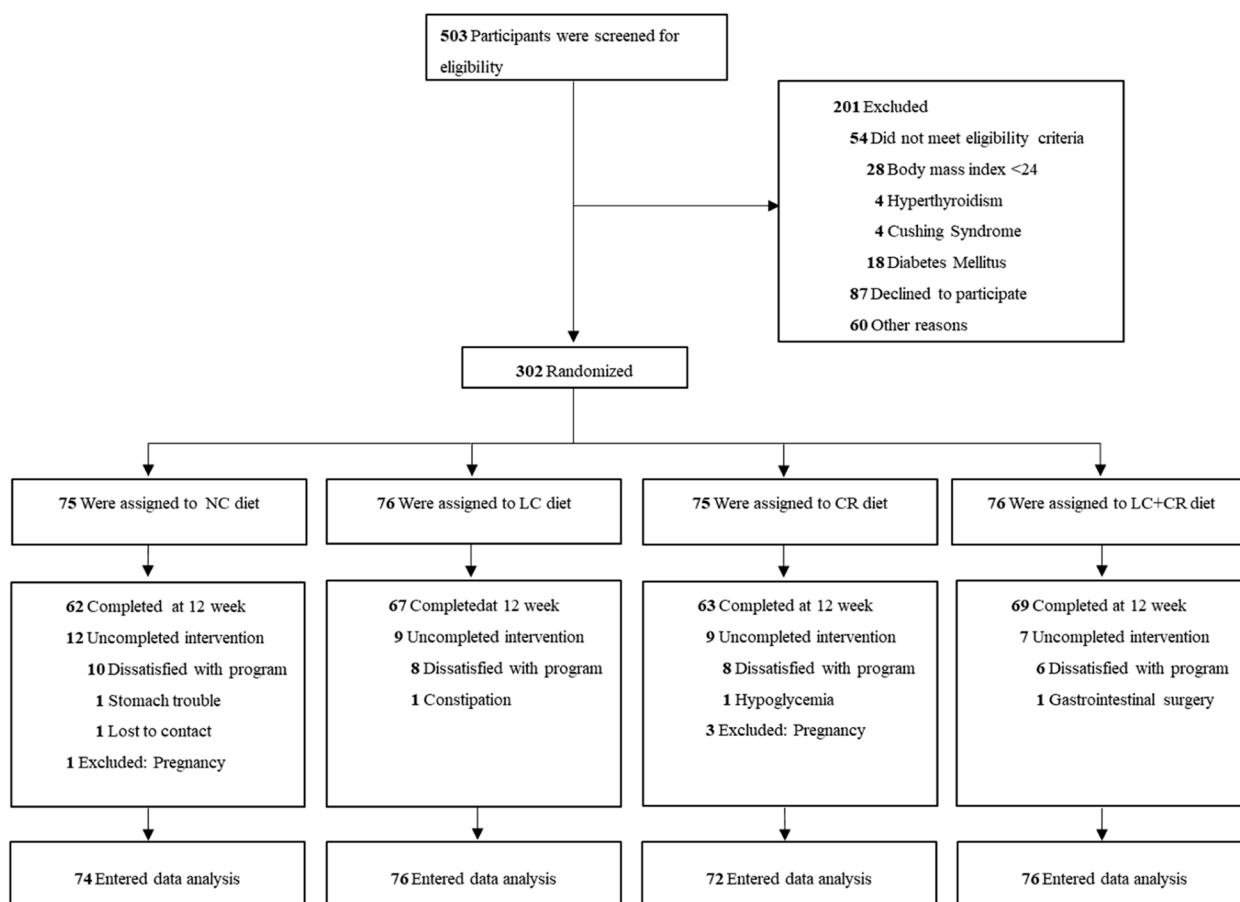 503 Participants were screened for
eligibility
201 Excluded
54 Did not meet eligibility criteria
28 Body mass index <24
4 Hyperthyroidism
4 Cushing Syndrome
18 Diabetes Mellitus
87 Declined to participate
60 Other reasons
302 Randomized
75 Were assigned to NC diet
76 Were assigned to LC diet
75 Were assigned to CR diet
76 Were assigned to LC+CR diet
62 Completed at 12 week
12 Uncompleted intervention
10 Dissatisfied with program
1 Stomach trouble
1 Lost to contact
1 Excluded: Pregnancy
67 Completedat 12 week
9 Uncompleted intervention
8 Dissatisfied with program
1 Constipation
63 Completed at 12 week
9 Uncompleted intervention
8 Dissatisfied with program
1 Hypoglycemia
3 Excluded: Pregnancy
69 Completed at 12 week
7 Uncompleted intervention
6 Dissatisfied with program
1 Gastrointestinal surgery
74 Entered data analysis
76 Entered data analysis
72 Entered data analysis
76 Entered data analysis